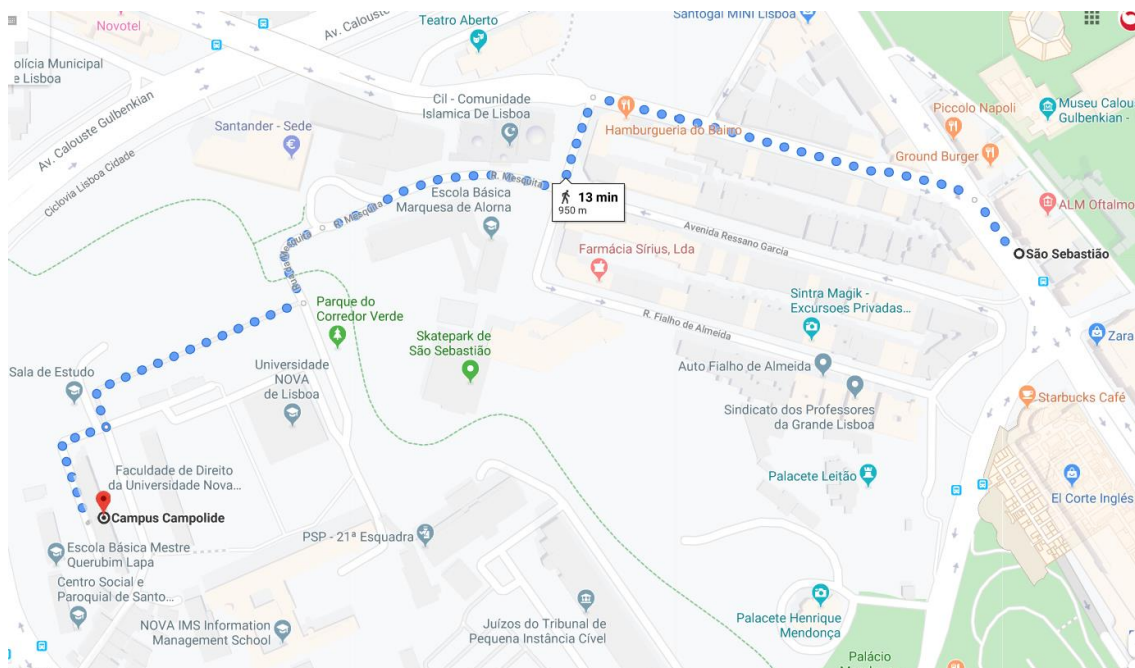 Novotel
Teatro Aberto
Santogal MINI Lisboa
Av. Calouste Gulbenkian
olícia Municipal
e Lisboa
Av. Calouste Gulbenkian
Ciclovia Lisboa Cidade
Santander - Sede
Cil - Comunidade
Islamica De Lisboa
Hamburgueria do Bairro
Piccolo Napoli
Museu Calou
Gulbenkian -
Ground Burger
R. Mesquita
13 min
950 m
Escola Básica
Marquesa de Alorna
R. Mesquita
ALM Oftalmo
Avenida Ressano Garcia
Farmácia Sírius, Lda
São Sebastião
Sintra Magik -
Excursoes Privadas...
Parque do
Corredor Verde
R. Fialho de Almeida
Skatepark de
São Sebastião
Zara
Sala de Estudo
Universidade
NOVA
de Lisboa
Auto Fialho de Almeida
Starbucks Café
Sindicato dos Professores
da Grande Lisboa
Faculdade de Direito
da Universidade Nova...
Palacete Leitão
El Corte Inglés
Campus Campolide
PSP - 21ª Esquadra
Escola Básica Mestre
Querubim Lapa
Centro Social e
Paroquial de Santo...
NOVA IMS Information
Management School
Juízos do Tribunal de
Pequena Instância Cível
Palacete Henrique
Mendonça
Palácio